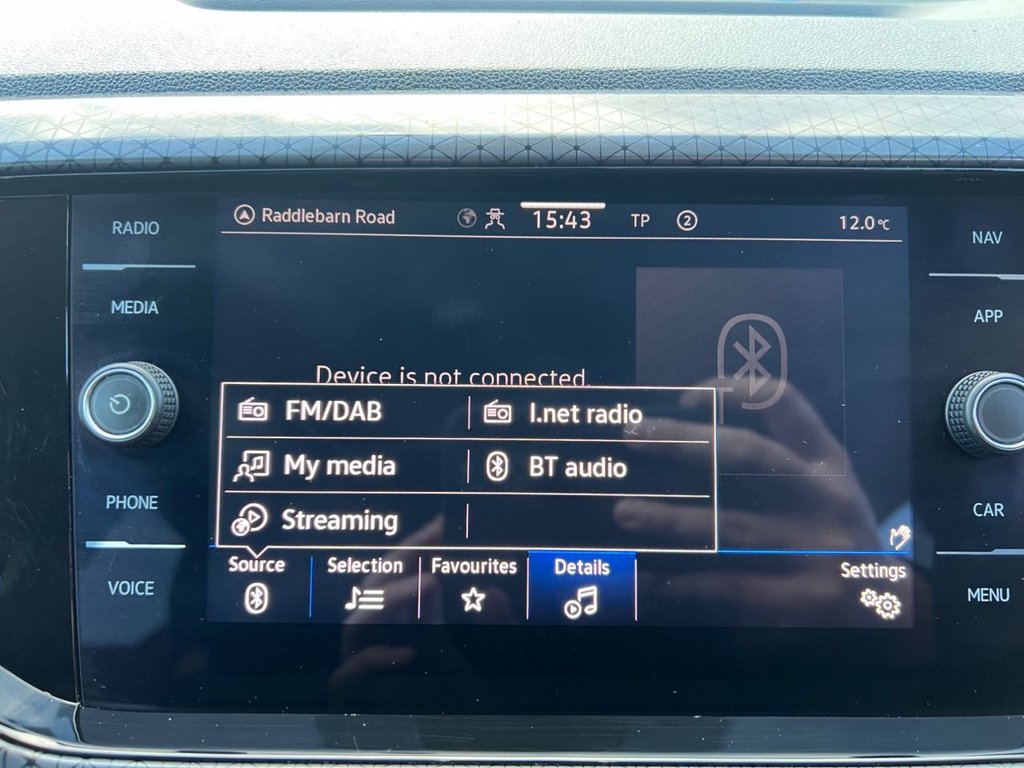 RADIO
MEDIA
PHONE
VOICE
Raddlebarn Road 15:43 TP 2 12.0°C
Device is not connected.
FM/DAB I.net radio
My media BT audio
Streaming
Source Selection Favourites Details Settings
NAV
APP
CAR
MENU